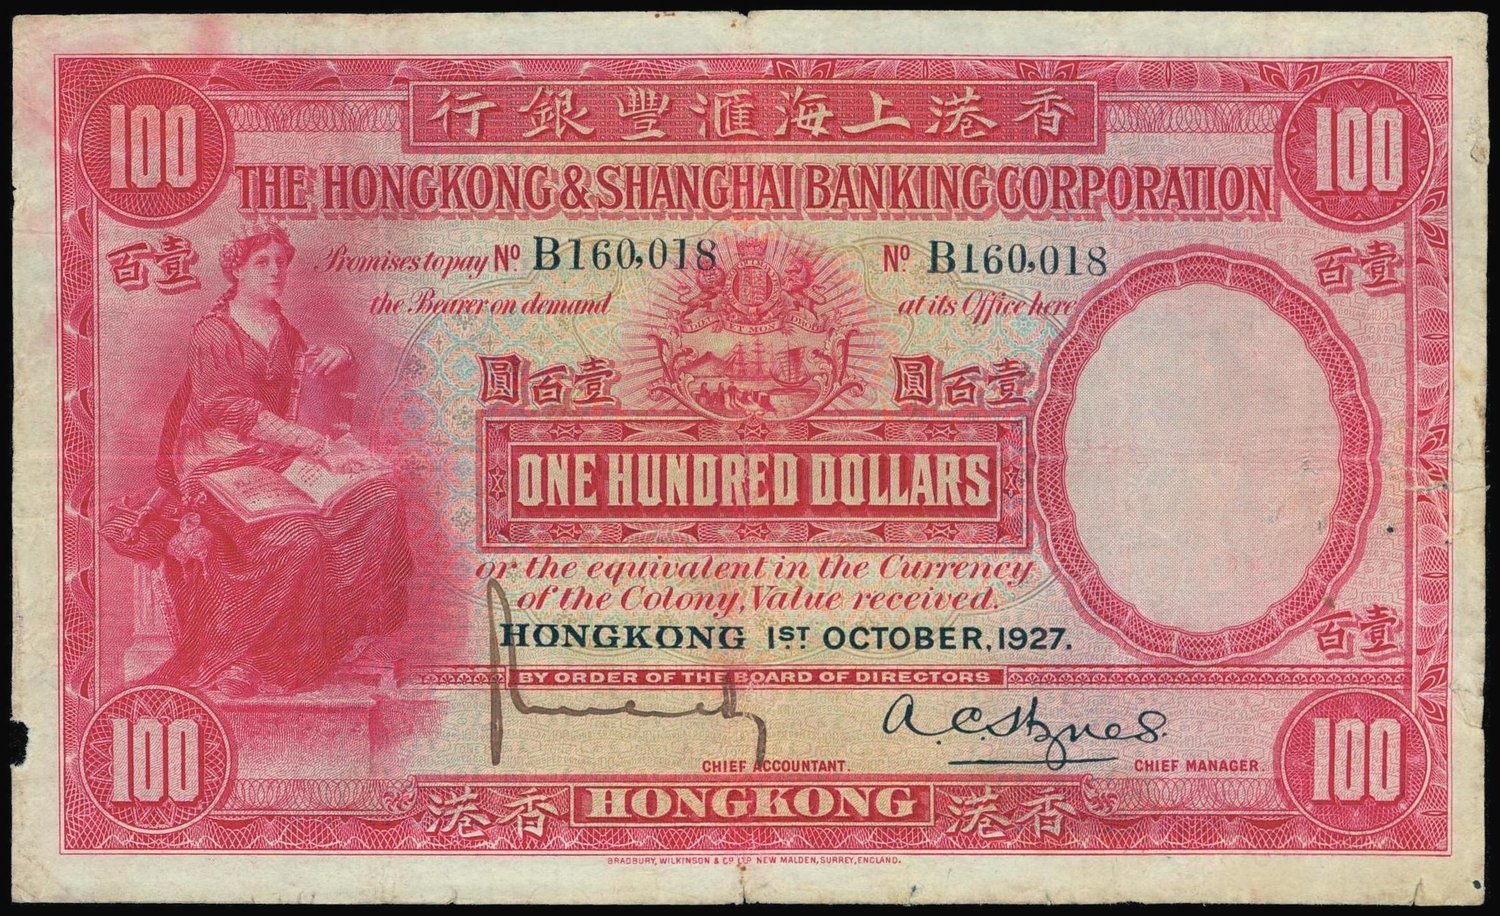 100 行銀豐滙海上港香 100
THE HONGKONG & SHANGHAI BANKING CORPORATION
百壹 Promises to pay Nº B160,018 Nº B160,018 百壹
the Bearer on demand at its Office here
圓百壹 圓百壹
ONE HUNDRED DOLLARS
or the equivalent in the Currency
of the Colony, Value received.
HONGKONG 1ST OCTOBER, 1927. 百壹
BY ORDER OF THE BOARD OF DIRECTORS
A. C. Hynes.
CHIEF ACCOUNTANT. CHIEF MANAGER.
100 港香 HONGKONG 港香 100
BRADBURY, WILKINSON & Cº LTD NEW MALDEN, SURREY, ENGLAND.